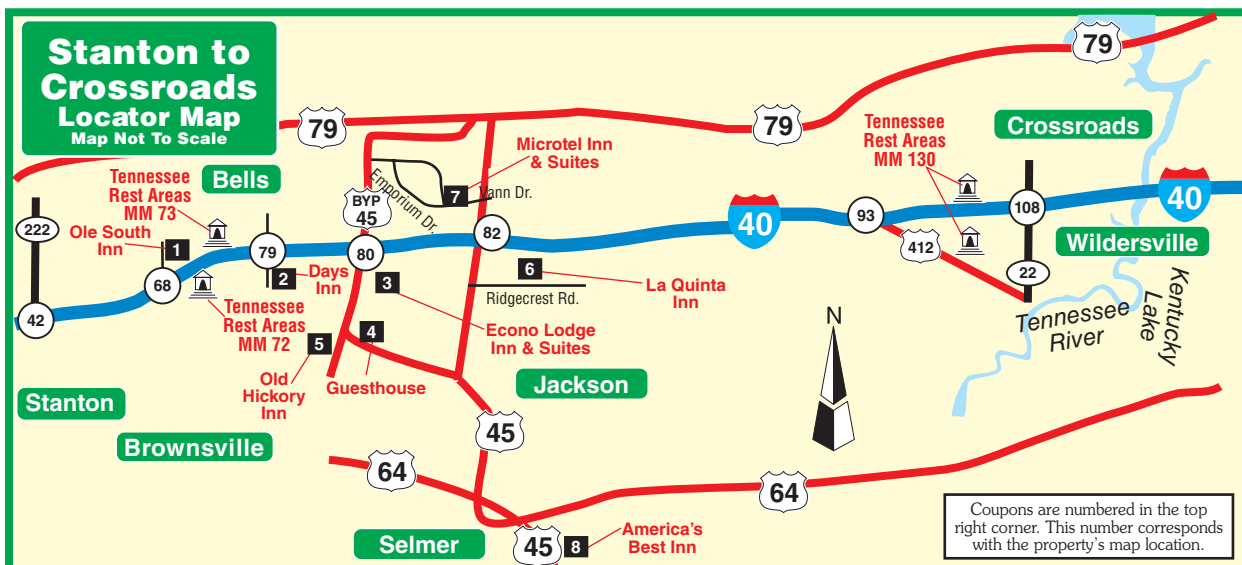 Stanton to
Crossroads
Locator Map
Map Not To Scale
79
79
79
Crossroads
Tennessee
Rest Areas
MM 130
Microtel Inn
& Suites
Bells
Tennessee
Rest Areas
MM 73
Emporium Dr.
7
Vann Dr.
BYP
45
40
40
222
Ole South
Inn
1
79
80
82
93
108
412
Wildersville
68
2
Days
Inn
3
6
La Quinta
Inn
22
42
Ridgecrest Rd.
Tennessee
Rest Areas
MM 72
Econo Lodge
Inn & Suites
N
Tennessee
River
Kentucky
Lake
5
4
Old
Hickory
Inn
Guesthouse
Jackson
Stanton
Brownsville
45
64
64
Selmer
45
8
America's
Best Inn
Coupons are numbered in the top
right corner. This number corresponds
with the property's map location.